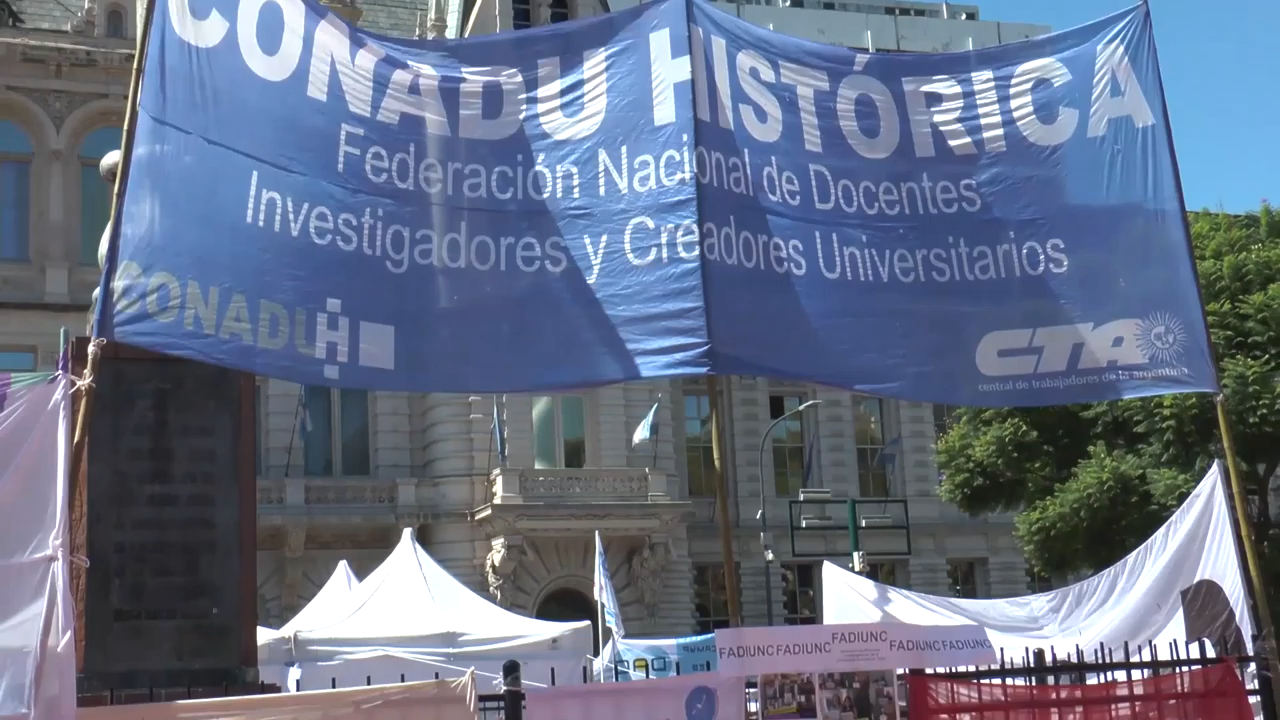 CONADU HISTÓRICA
Federación Nacional de Docentes
Investigadores y Creadores Universitarios
CONADU H
CTA
central de trabajadores de la argentina
FADIUNC FADIUNC FADIUNC FADIUNC FADIUNC